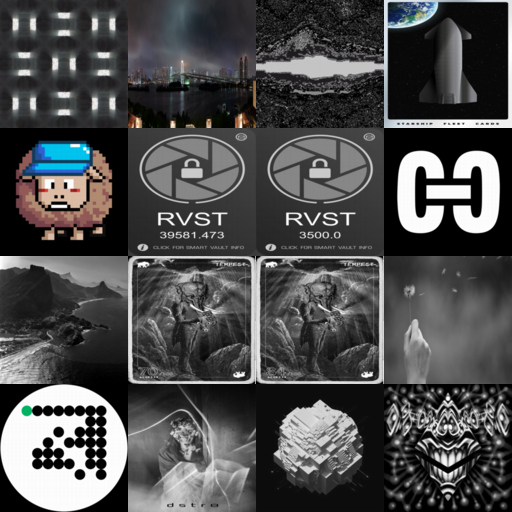 STARSHIP FLEET CARDS
RVST
39581.473
CLICK FOR SMART VAULT INFO
RVST
3500.0
CLICK FOR SMART VAULT INFO
TEMPEST
TEMPEST
dstro